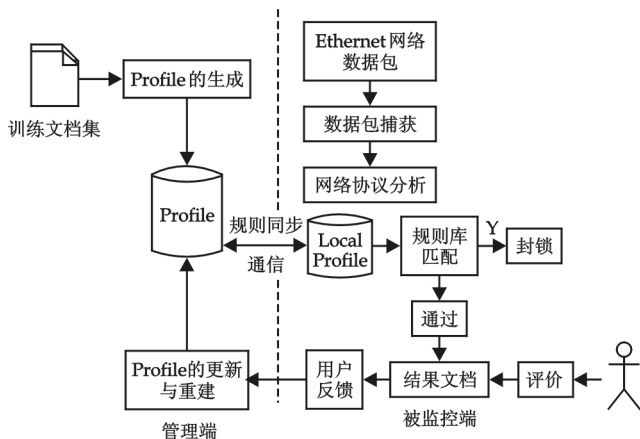 训练文档集
Profile的生成
Ethernet网络
数据包
数据包捕获
网络协议分析
Profile
规则同步
通信
Local
Profile
规则库
匹配
Y
封锁
通过
Profile的更新
与重建
用户
反馈
结果文档
评价
管理端
被监控端